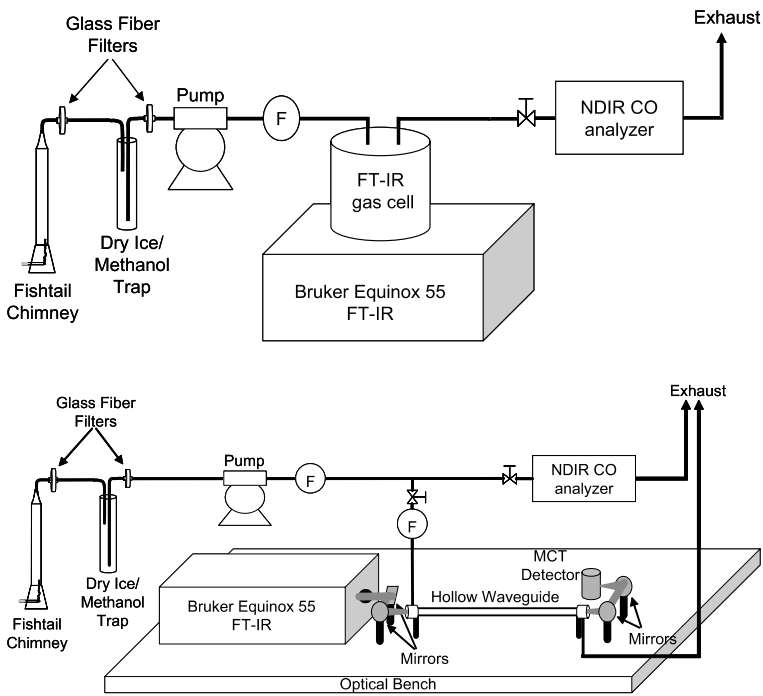 Exhaust
Glass Fiber
Filters
Pump
F
NDIR CO
analyzer
FT-IR
gas cell
Dry Ice/
Methanol
Trap
Fishtail
Chimney
Bruker Equinox 55
FT-IR
Exhaust
Glass Fiber
Filters
Pump
F
NDIR CO
analyzer
F
MCT
Detector
Dry Ice/
Methanol
Trap
Hollow Waveguide
Bruker Equinox 55
FT-IR
Fishtail
Chimney
Mirrors
Mirrors
Optical Bench